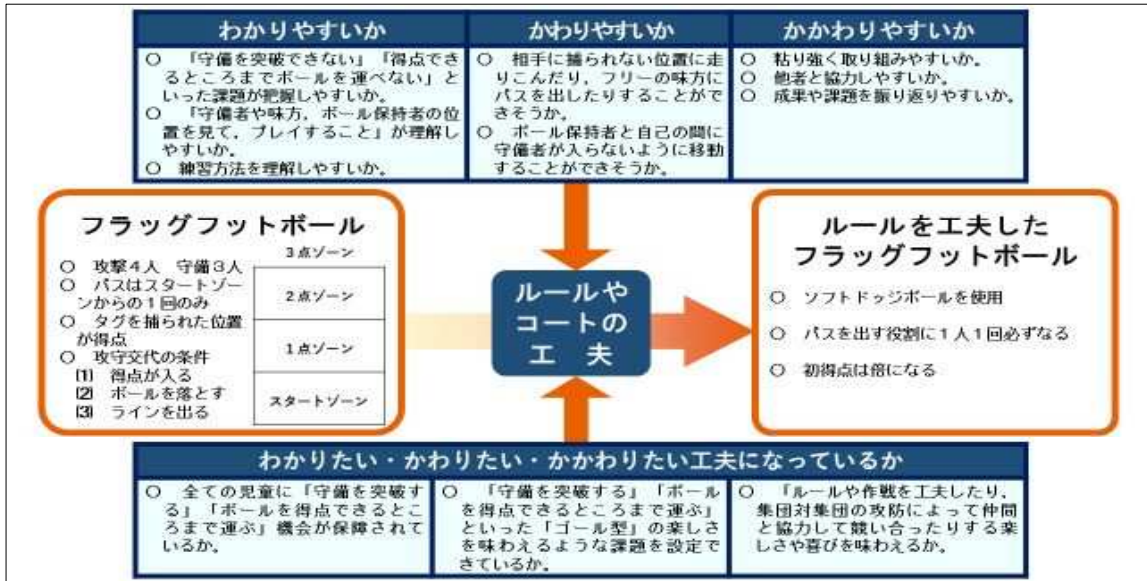 わかりやすいか
○ 「守備を突破できない」「得点でき
るところまでボールを運べない」と
いった課題が把握しやすいか。
○ 「守備者や味方，ボール保持者の位
置を見て，プレイすること」が理解し
やすいか。
○ 練習方法を理解しやすいか。
かわりやすいか
○ 相手に捕られない位置に走
りこんだり，フリーの味方に
パスを出したりすることがで
きそうか。
○ ボール保持者と自己の間に
守備者が入らないように移動
することができそうか。
かかわりやすいか
○ 粘り強く取り組みやすいか。
○ 他者と協力しやすいか。
○ 成果や課題を振り返りやすいか。
フラッグフットボール
○ 攻撃４人 守備３人
○ パスはスタートゾー
ンからの１回のみ
○ タグを捕られた位置
が得点
○ 攻守交代の条件
(1) 得点が入る
(2) ボールを落とす
(3) ラインを出る
３点ゾーン
２点ゾーン
１点ゾーン
スタートゾーン
ルールや
コートの
工夫
ルールを工夫した
フラッグフットボール
○ ソフトドッジボールを使用
○ パスを出す役割に１人１回必ずなる
○ 初得点は倍になる
わかりたい・かわりたい・かかわりたい工夫になっているか
○ 全ての児童に「守備を突破す
る」「ボールを得点できるとこ
ろまで運ぶ」機会が保障されて
いるか。
○ 「守備を突破する」「ボール
を得点できるところまで運ぶ」
といった「ゴール型」の楽しさ
を味わえるような課題を設定で
きているか。
○ 「ルールや作戦を工夫したり，
集団対集団の攻防によって仲間
と協力して競い合ったりする楽
しさや喜びを味わえるか。